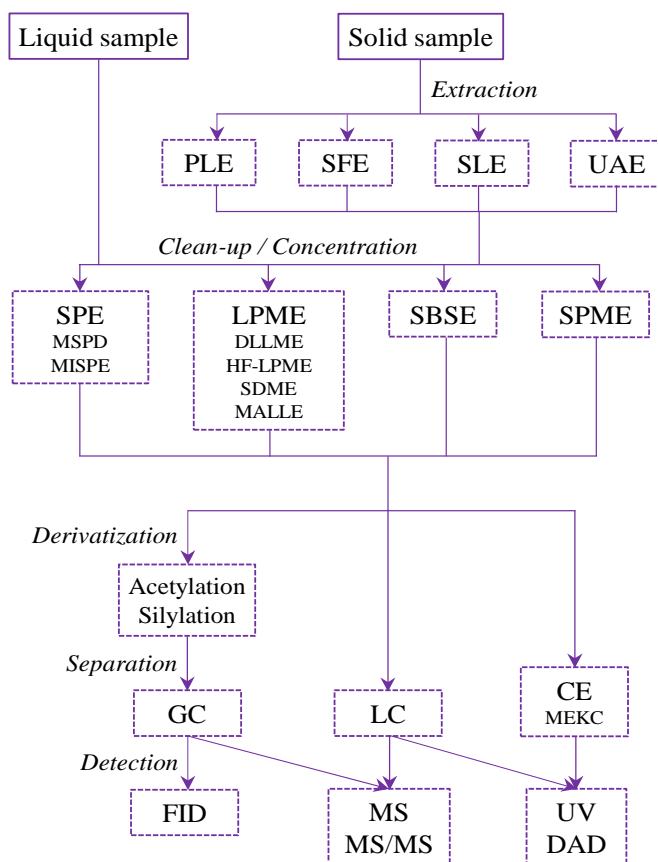 Liquid sample
Solid sample
Extraction
PLE
SFE
SLE
UAE
Clean-up / Concentration
SPE
MSPD
MISPE
LPME
DLLME
HF-LPME
SDME
MALLE
SBSE
SPME
Derivatization
Acetylation
Silylation
Separation
GC
LC
CE
MEKC
Detection
FID
MS
MS/MS
UV
DAD